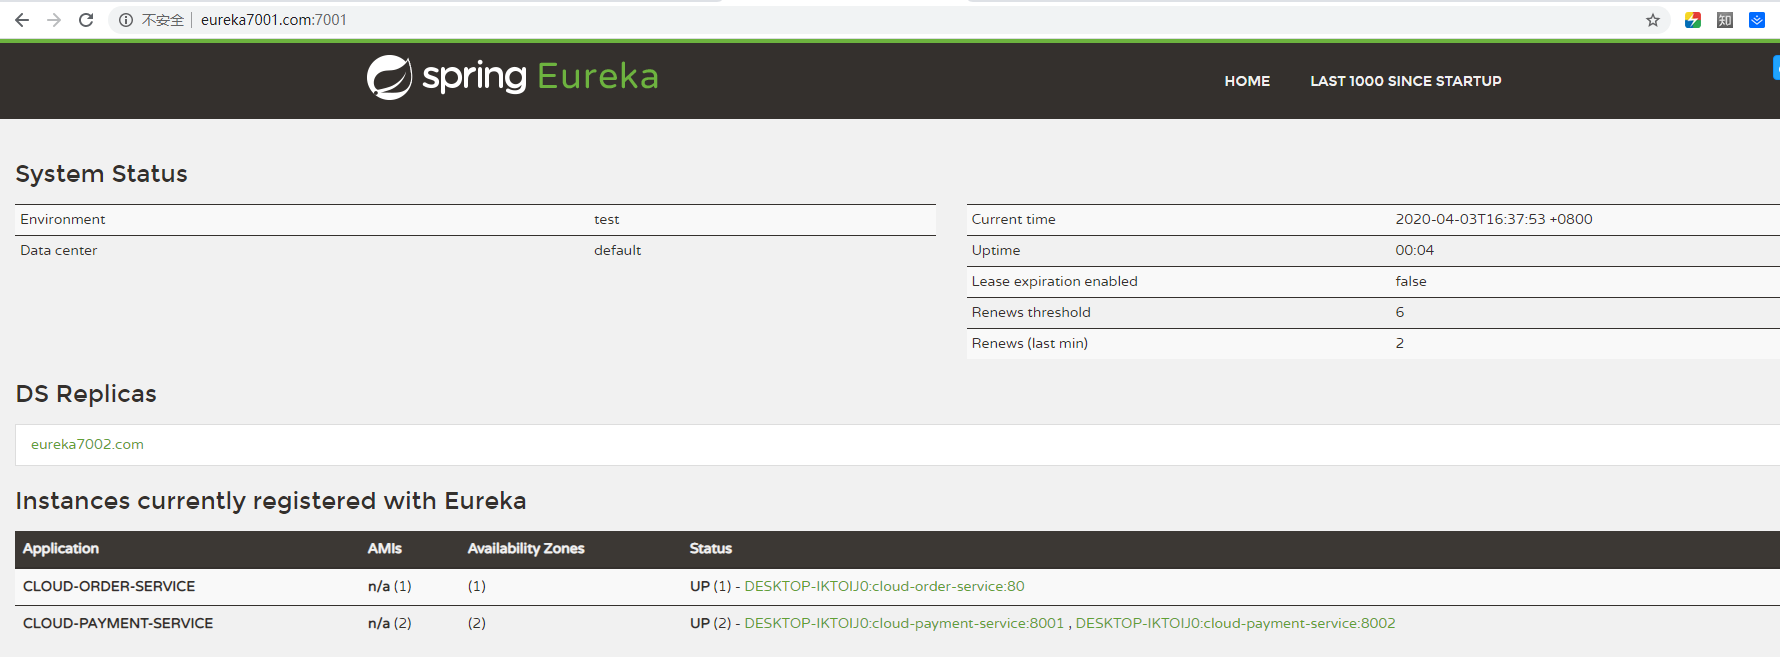 不安全 eureka7001.com:7001 知
spring Eureka HOME LAST 1000 SINCE STARTUP
System Status
Environment test Current time 2020-04-03T16:37:53 +0800
Data center default Uptime 00:04
Lease expiration enabled false
Renews threshold 6
Renews (last min) 2
DS Replicas
eureka7002.com
Instances currently registered with Eureka
Application AMIs Availability Zones Status
CLOUD-ORDER-SERVICE n/a (1) (1) UP (1) - DESKTOP-IKTOIJ0:cloud-order-service:80
CLOUD-PAYMENT-SERVICE n/a (2) (2) UP (2) - DESKTOP-IKTOIJ0:cloud-payment-service:8001 , DESKTOP-IKTOIJ0:cloud-payment-service:8002